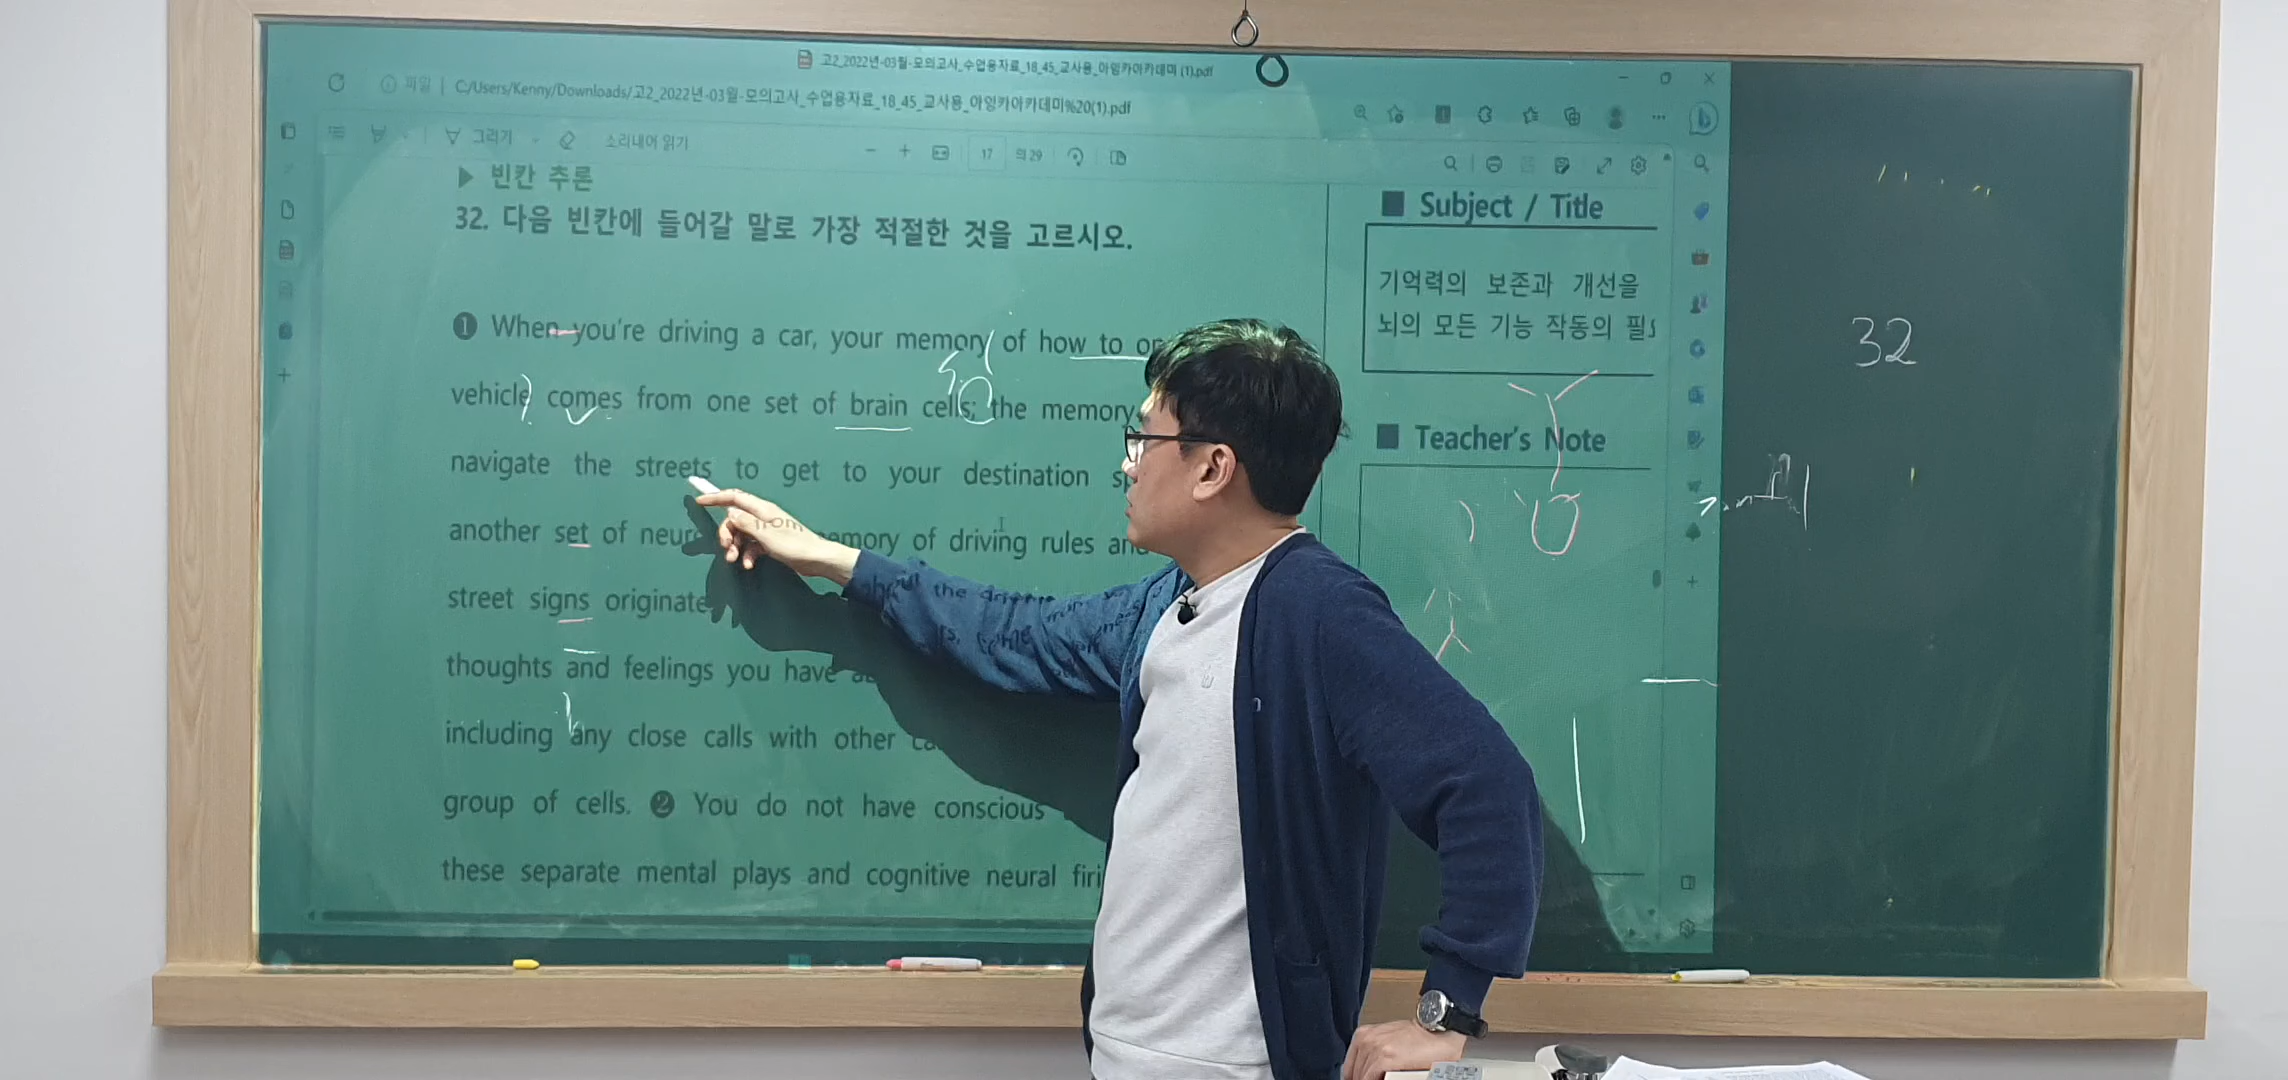 고2_2022년-03월-모의고사_수업용자료_18_45_교사용_아잉카아카데미 (1).pdf
파일 | C:/Users/Kenny/Downloads/고2_2022년-03월-모의고사_수업용자료_18_45_교사용_아잉카아카데미%20(1).pdf
그리기 소리내어 읽기 17 의 29
▶ 빈칸 추론
32. 다음 빈칸에 들어갈 말로 가장 적절한 것을 고르시오.
❶ When you're driving a car, your memory of how to
vehicle comes from one set of brain cells; the memory
navigate the streets to get to your destination
another set of from memory of driving rules
street signs originate
thoughts and feelings you have about the
including any close calls with other
group of cells. ❷ You do not have conscious
these separate mental plays and cognitive neural
■ Subject / Title
기억력의 보존과 개선을
뇌의 모든 기능 작동의
■ Teacher's Note
32